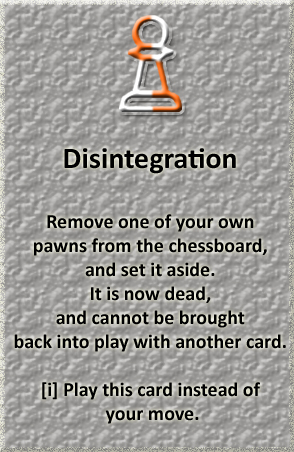 Disintegration
Remove one of your own
pawns from the chessboard,
and set it aside.
It is now dead,
and cannot be brought
back into play with another card.
[i] Play this card instead of
your move.